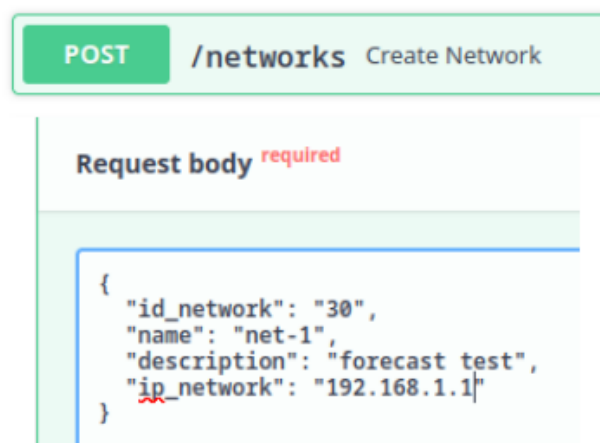 POST /networks Create Network
Request body required
{
"id_network": "30",
"name": "net-1",
"description": "forecast test",
"ip_network": "192.168.1.1"
}